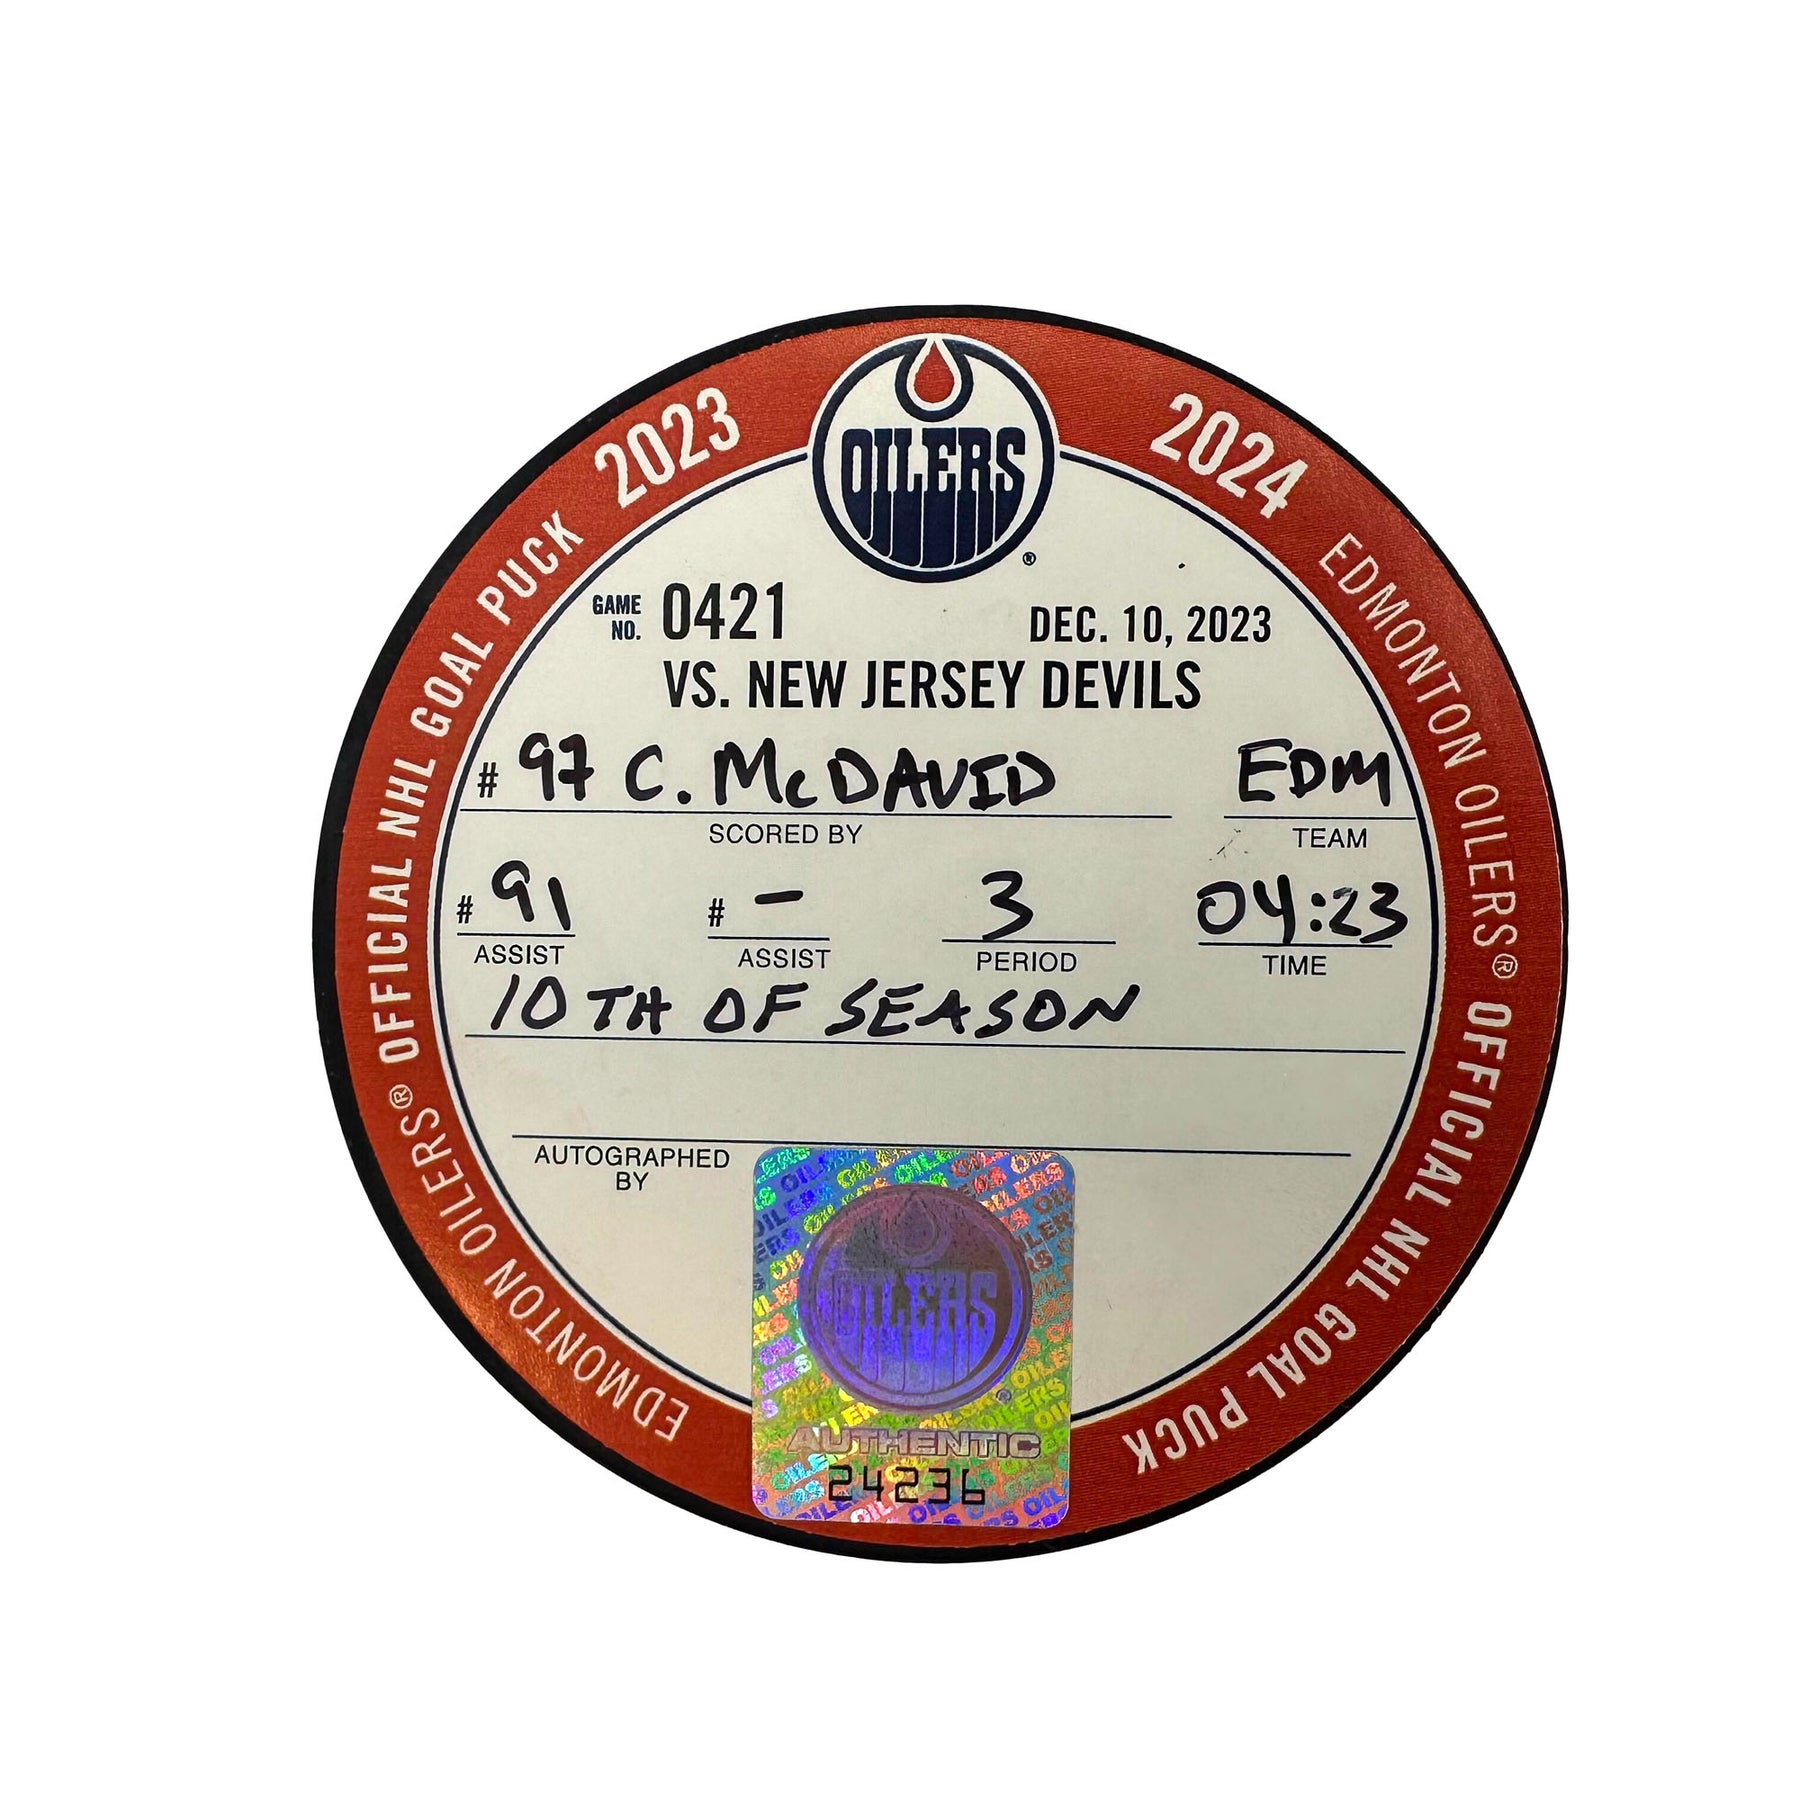 2023 2024
OILERS®
OFFICIAL NHL GOAL PUCK
EDMONTON OILERS®
GAME NO. 0421 DEC. 10, 2023
VS. NEW JERSEY DEVILS
# 97 C. McDAVID EDM
SCORED BY TEAM
# 91 # - 3 04:23
ASSIST ASSIST PERIOD TIME
10TH OF SEASON
AUTOGRAPHED
BY
OILERS®
AUTHENTIC
24236
EDMONTON OILERS®
OFFICIAL NHL GOAL PUCK